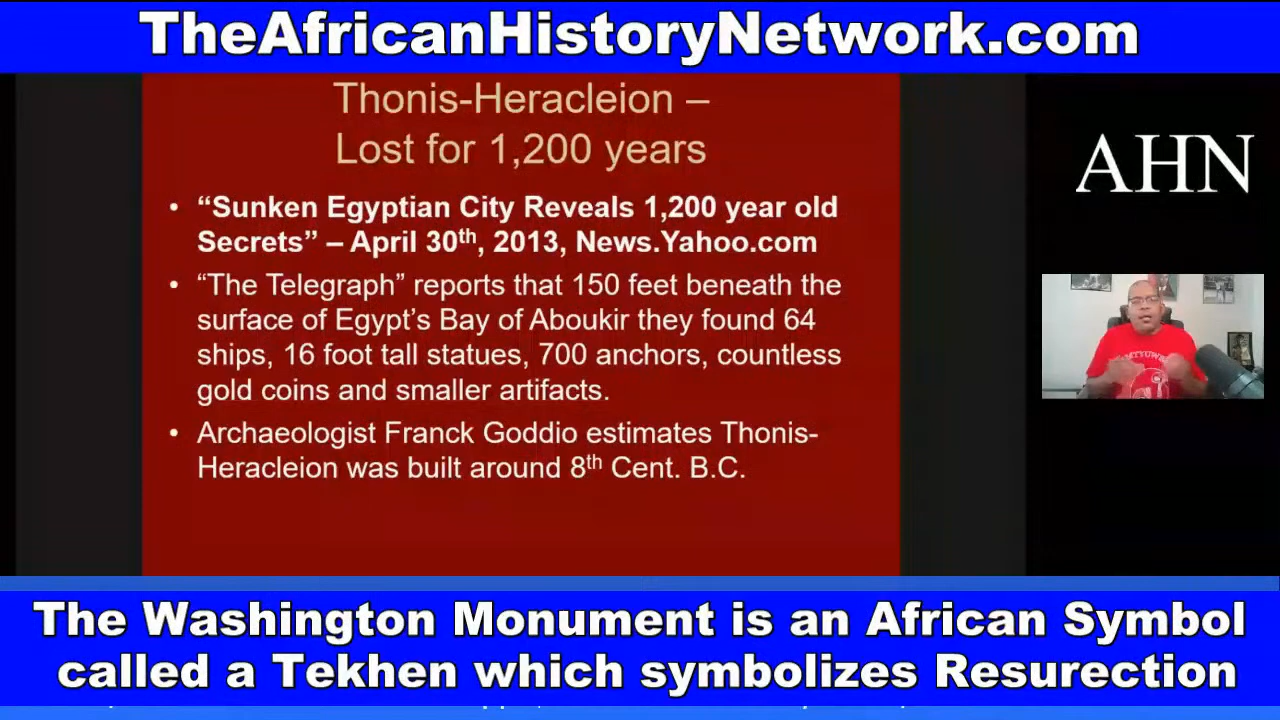 TheAfricanHistoryNetwork.com
Thonis-Heracleion –
Lost for 1,200 years
AHN
• “Sunken Egyptian City Reveals 1,200 year old
Secrets” – April 30th, 2013, News.Yahoo.com
• “The Telegraph” reports that 150 feet beneath the
surface of Egypt’s Bay of Aboukir they found 64
ships, 16 foot tall statues, 700 anchors, countless
gold coins and smaller artifacts.
• Archaeologist Franck Goddio estimates Thonis-
Heracleion was built around 8th Cent. B.C.
The Washington Monument is an African Symbol
called a Tekhen which symbolizes Resurection